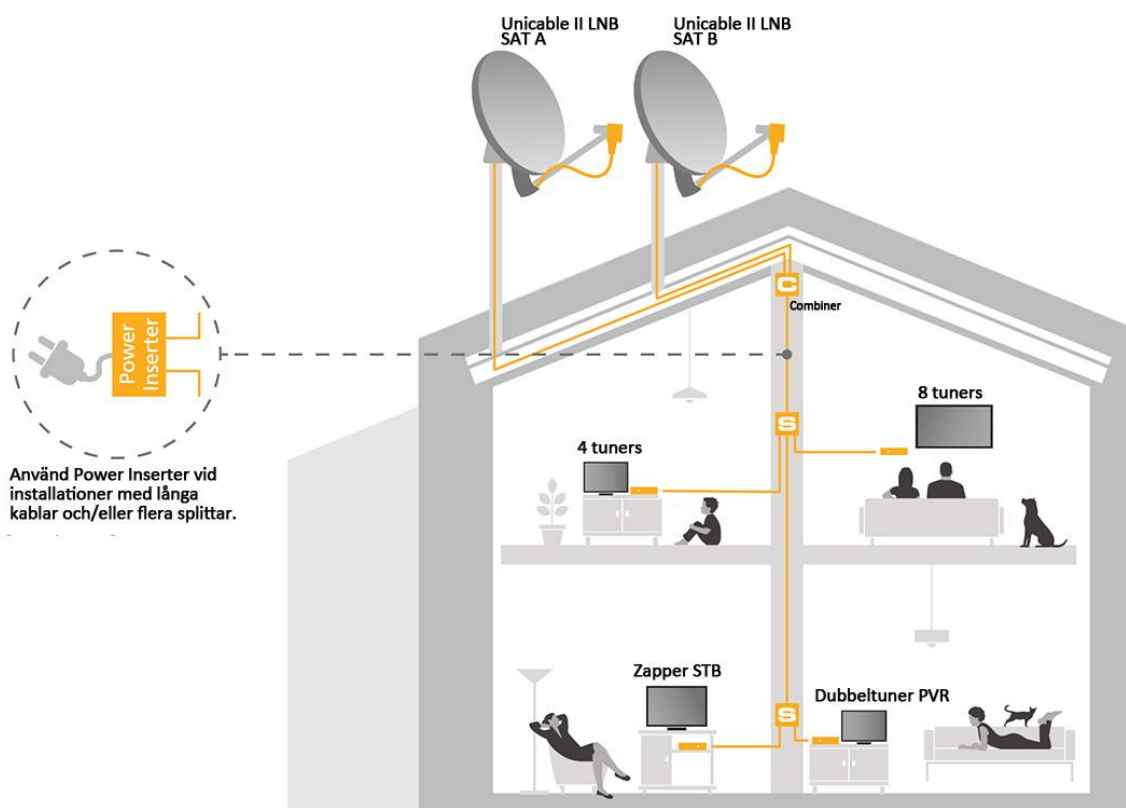 Unicable II LNB
SAT A
Unicable II LNB
SAT B
C
Combiner
Power
Inserter
Använd Power Inserter vid
installationer med långa
kablar och/eller flera splittar.
S
8 tuners
4 tuners
Zapper STB
S
Dubbeltuner PVR